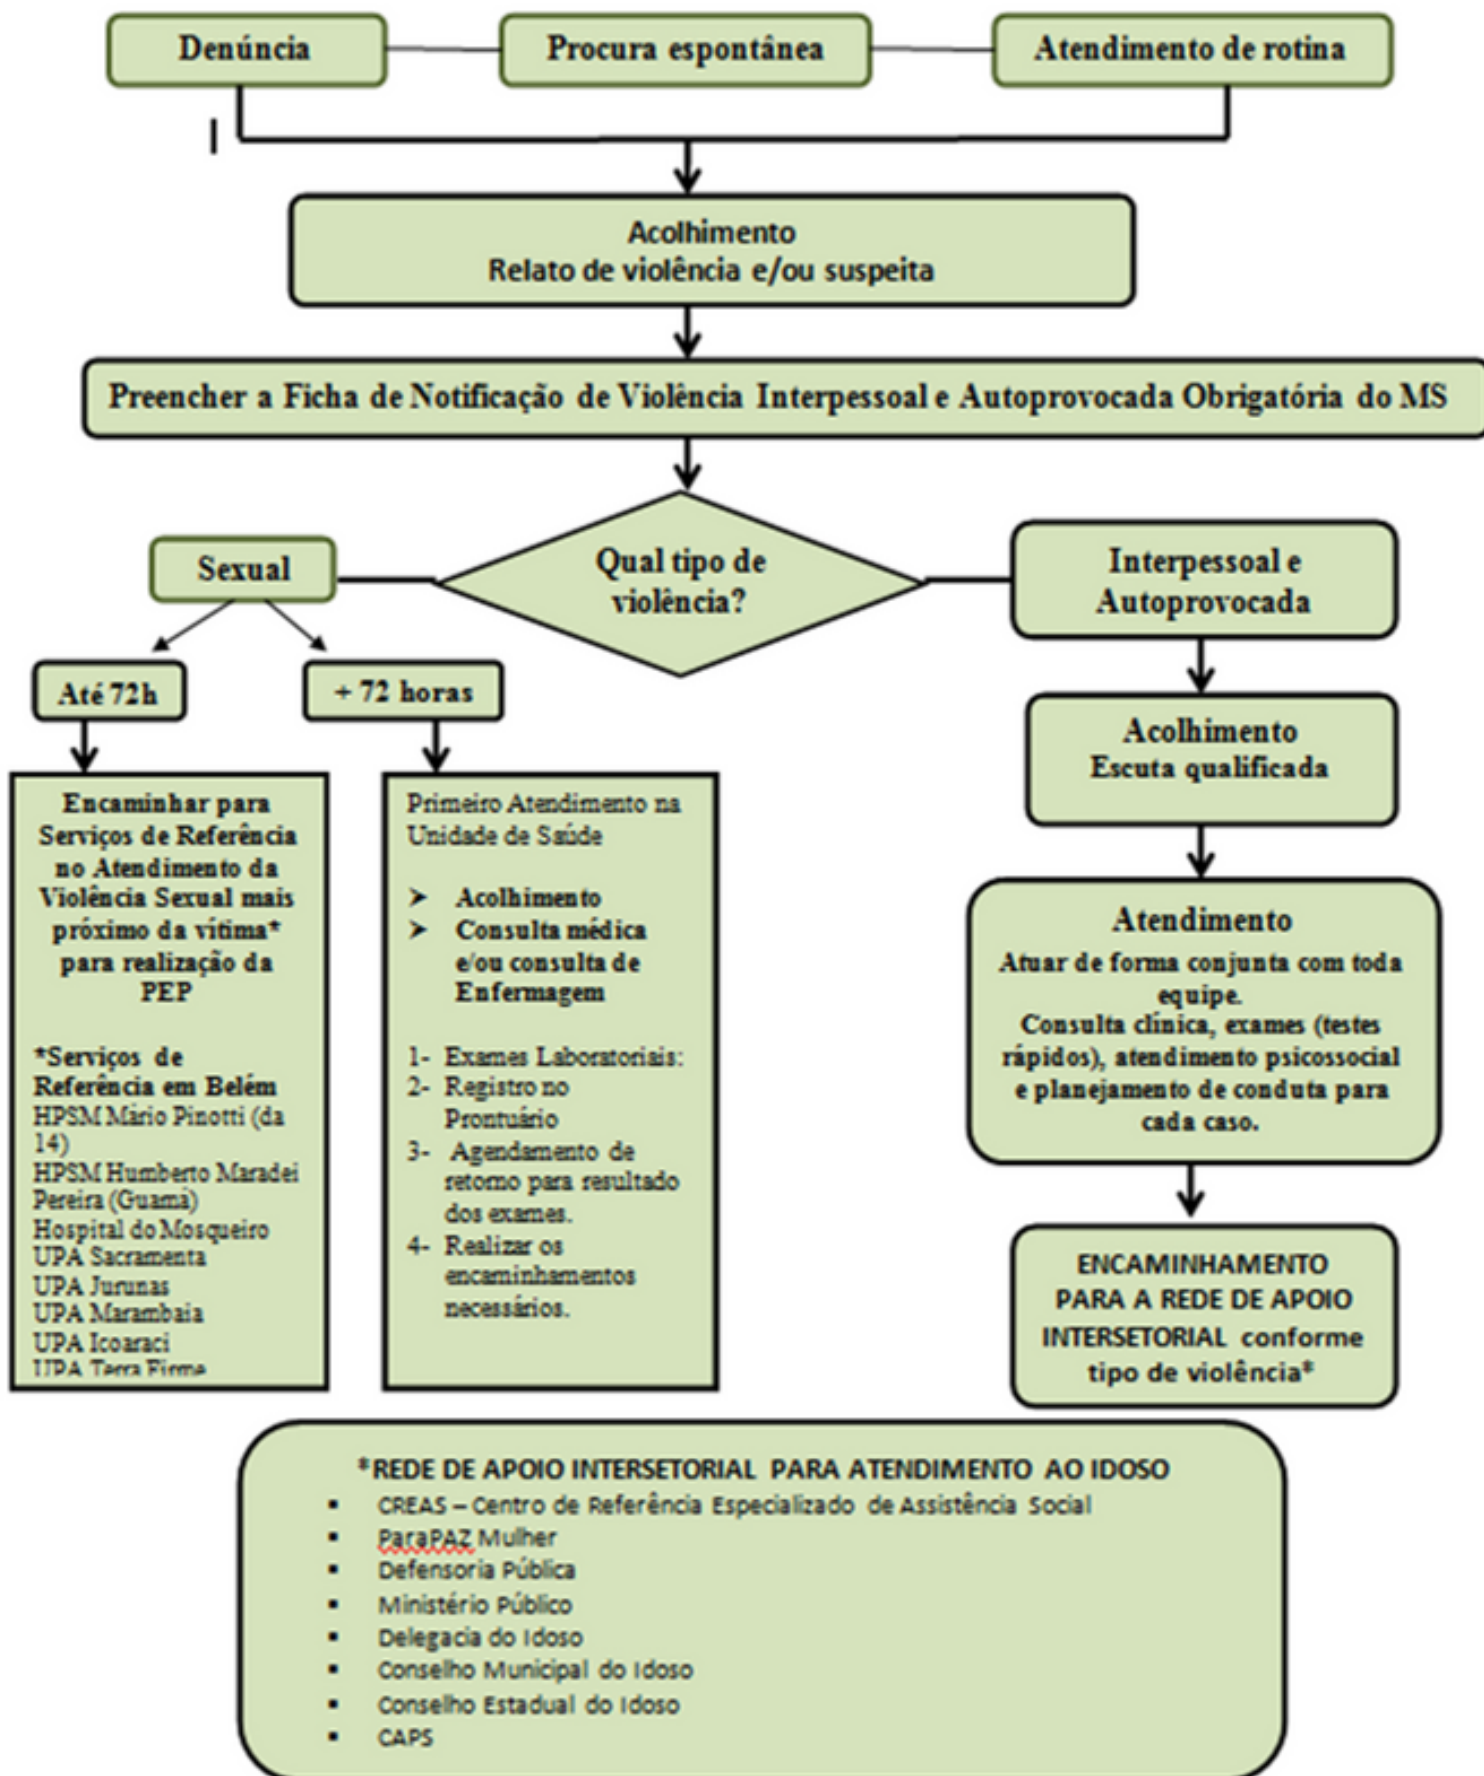 Denúncia
Procura espontânea
Atendimento de rotina
Acolhimento
Relato de violência e/ou suspeita
Preencher a Ficha de Notificação de Violência Interpessoal e Autoprovocada Obrigatória do MS
Qual tipo de
violência?
Sexual
Até 72h
+ 72 horas
Encaminhar para
Serviços de Referência
no Atendimento da
Violência Sexual mais
próximo da vítima*
para realização da
PEP
*Serviços de
Referência em Belém
HPSM Mário Pinotti (da
14)
HPSM Humberto Maradei
Pereira (Guamá)
Hospital do Mosqueiro
UPA Sacramenta
UPA Jurunas
UPA Marambaia
UPA Icoaraci
UPA Terra Firme
Primeiro Atendimento na
Unidade de Saúde
➤ Acolhimento
➤ Consulta médica
e/ou consulta de
Enfermagem
1- Exames Laboratoriais:
2- Registro no
Prontuário
3- Agendamento de
retorno para resultado
dos exames.
4- Realizar os
encaminhamentos
necessários.
Interpessoal e
Autoprovocada
Acolhimento
Escuta qualificada
Atendimento
Atuar de forma conjunta com toda
equipe.
Consulta clínica, exames (testes
rápidos), atendimento psicossocial
e planejamento de conduta para
cada caso.
ENCAMINHAMENTO
PARA A REDE DE APOIO
INTERSETORIAL conforme
tipo de violência*
*REDE DE APOIO INTERSETORIAL PARA ATENDIMENTO AO IDOSO
▪ CREAS – Centro de Referência Especializado de Assistência Social
▪ ParaPAZ Mulher
▪ Defensoria Pública
▪ Ministério Público
▪ Delegacia do Idoso
▪ Conselho Municipal do Idoso
▪ Conselho Estadual do Idoso
▪ CAPS